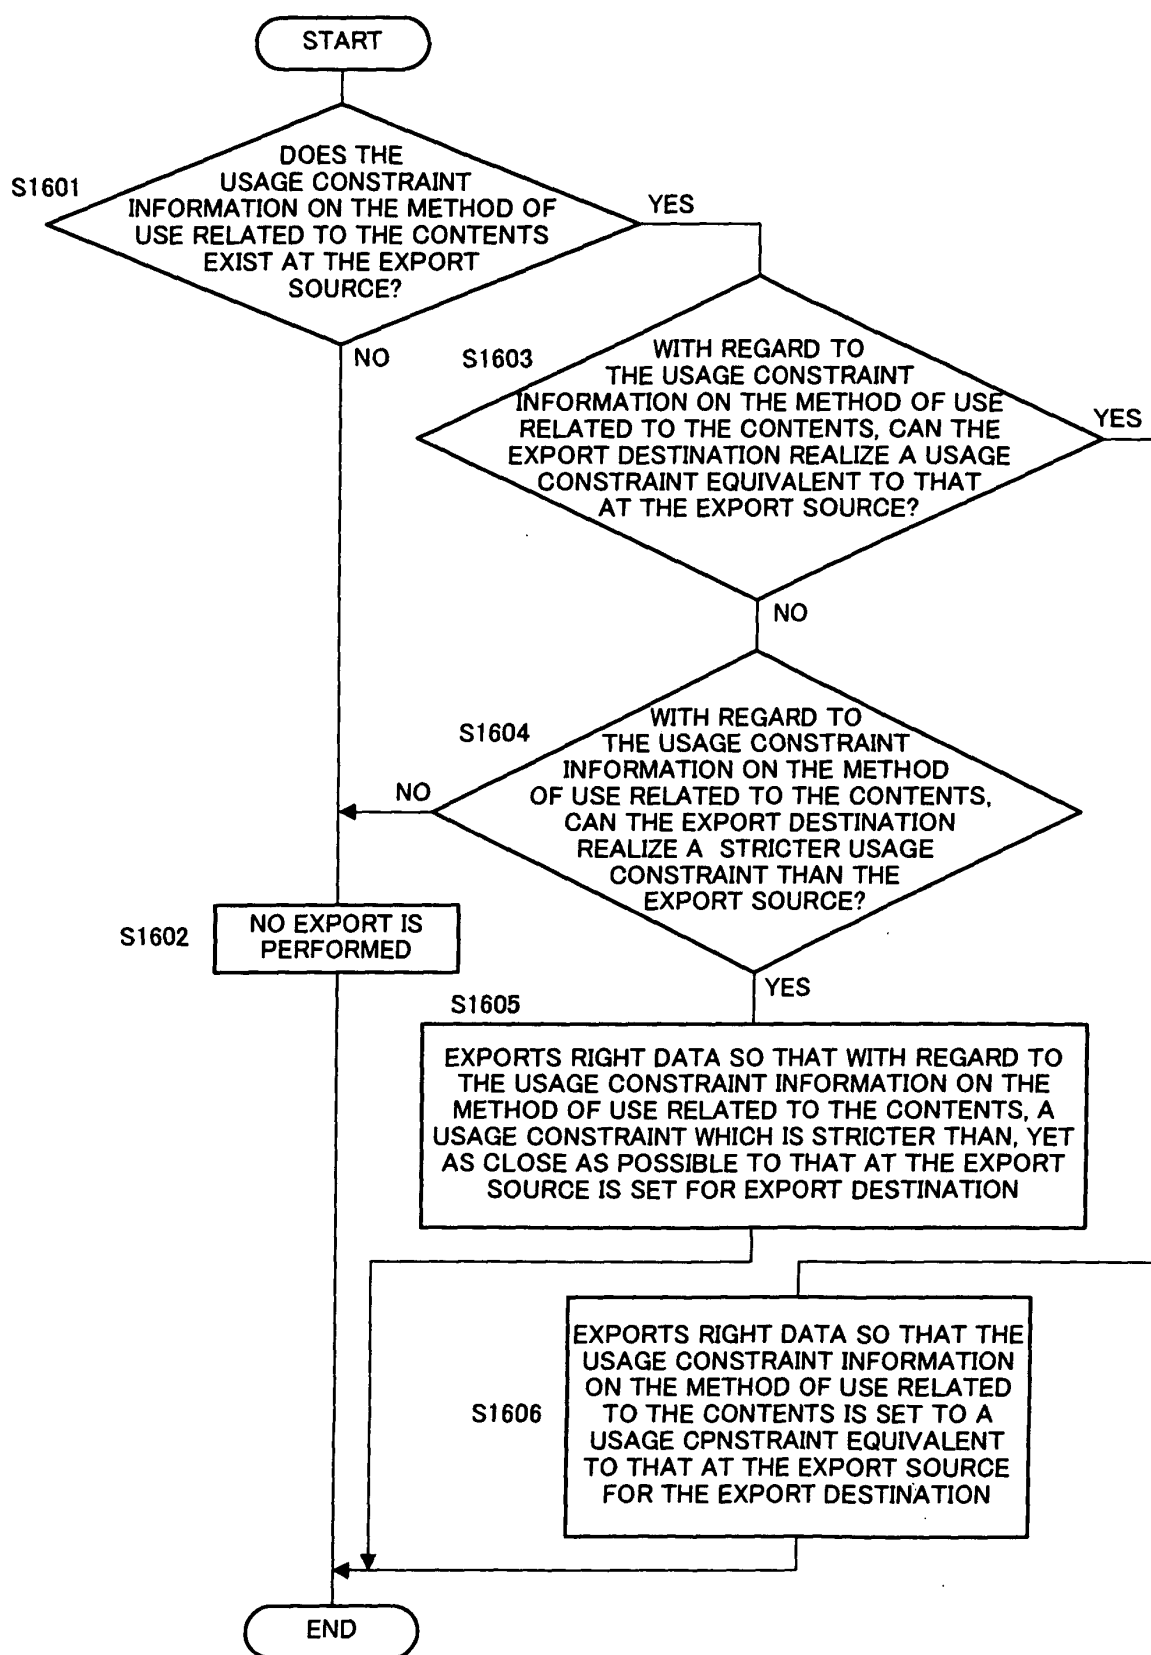 START
S1601
DOES THE
USAGE CONSTRAINT
INFORMATION ON THE METHOD OF
USE RELATED TO THE CONTENTS
EXIST AT THE EXPORT
SOURCE?
YES
NO
S1603
WITH REGARD TO
THE USAGE CONSTRAINT
INFORMATION ON THE METHOD OF USE
RELATED TO THE CONTENTS, CAN THE
EXPORT DESTINATION REALIZE A USAGE
CONSTRAINT EQUIVALENT TO THAT
AT THE EXPORT SOURCE?
YES
NO
S1604
WITH REGARD TO
THE USAGE CONSTRAINT
INFORMATION ON THE METHOD
OF USE RELATED TO THE CONTENTS,
CAN THE EXPORT DESTINATION
REALIZE A STRICTER USAGE
CONSTRAINT THAN THE
EXPORT SOURCE?
NO
YES
S1602
NO EXPORT IS
PERFORMED
S1605
EXPORTS RIGHT DATA SO THAT WITH REGARD TO
THE USAGE CONSTRAINT INFORMATION ON THE
METHOD OF USE RELATED TO THE CONTENTS, A
USAGE CONSTRAINT WHICH IS STRICTER THAN, YET
AS CLOSE AS POSSIBLE TO THAT AT THE EXPORT
SOURCE IS SET FOR EXPORT DESTINATION
S1606
EXPORTS RIGHT DATA SO THAT THE
USAGE CONSTRAINT INFORMATION
ON THE METHOD OF USE RELATED
TO THE CONTENTS IS SET TO A
USAGE CPNSTRAINT EQUIVALENT
TO THAT AT THE EXPORT SOURCE
FOR THE EXPORT DESTINATION
END